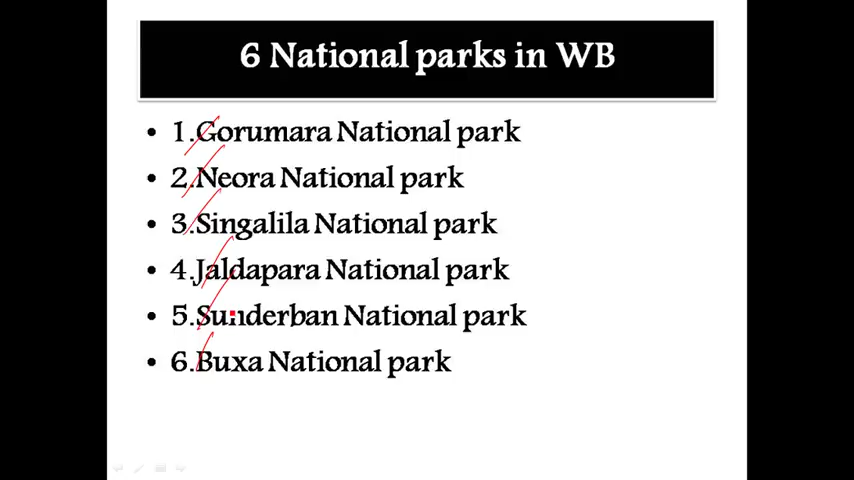 6 National parks in WB
• 1.Gorumara National park
• 2.Neora National park
• 3.Singalila National park
• 4.Jaldapara National park
• 5.Sunderban National park
• 6.Buxa National park